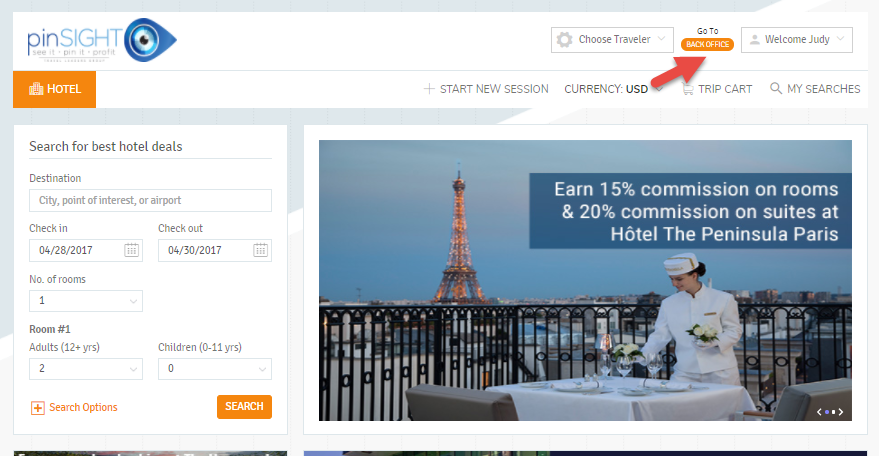 pinSIGHT
see it · pin it · profit
TRAVEL LEADERS GROUP
Choose Traveler
Go To
BACK OFFICE
Welcome Judy
HOTEL
START NEW SESSION
CURRENCY: USD
TRIP CART
MY SEARCHES
Search for best hotel deals
Destination
City, point of interest, or airport
Check in
Check out
04/28/2017
04/30/2017
No. of rooms
1
Room #1
Adults (12+ yrs)
Children (0-11 yrs)
2
0
Search Options
SEARCH
Earn 15% commission on rooms
& 20% commission on suites at
Hôtel The Peninsula Paris